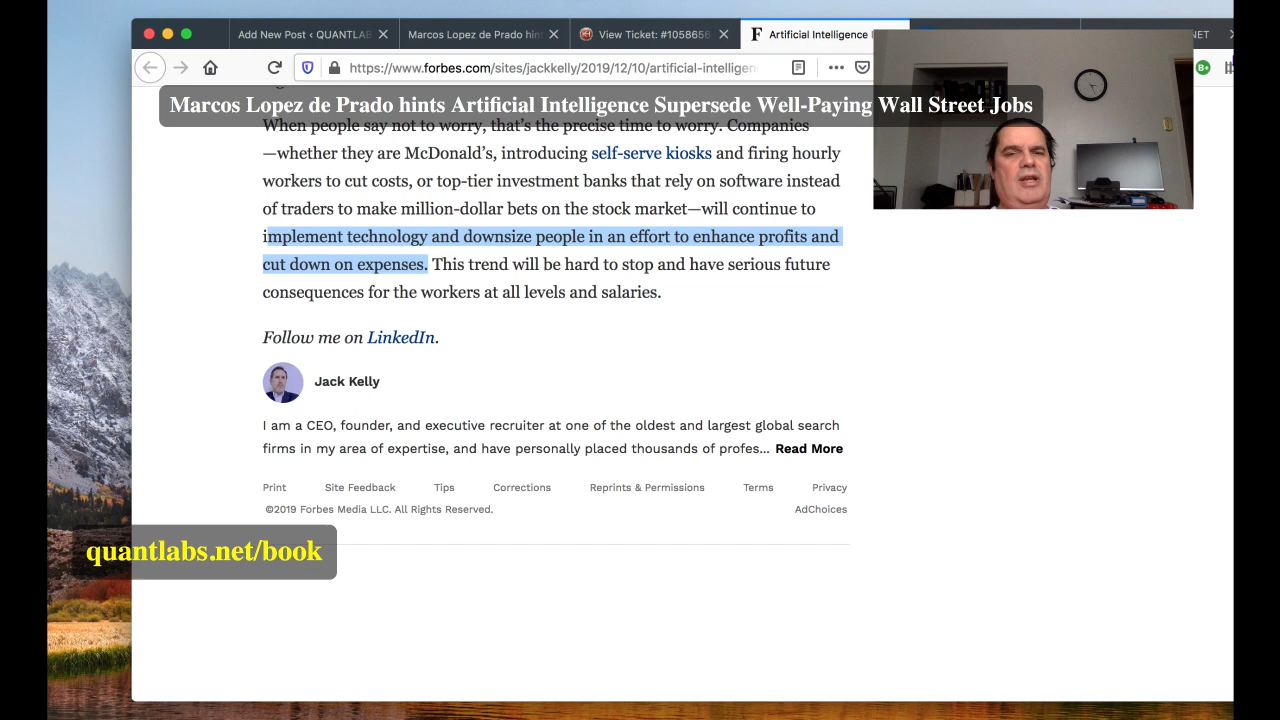 Add New Post ‹ QUANTLAB
Marcos Lopez de Prado hin
View Ticket: #1058656
F Artificial Intelligence
NET
https://www.forbes.com/sites/jackkelly/2019/12/10/artificial-intelligen
B+
Marcos Lopez de Prado hints Artificial Intelligence Supersede Well-Paying Wall Street Jobs
When people say not to worry, that's the precise time to worry. Companies
—whether they are McDonald's, introducing self-serve kiosks and firing hourly
workers to cut costs, or top-tier investment banks that rely on software instead
of traders to make million-dollar bets on the stock market—will continue to
implement technology and downsize people in an effort to enhance profits and
cut down on expenses. This trend will be hard to stop and have serious future
consequences for the workers at all levels and salaries.
Follow me on LinkedIn.
Jack Kelly
I am a CEO, founder, and executive recruiter at one of the oldest and largest global search
firms in my area of expertise, and have personally placed thousands of profes... Read More
Print Site Feedback Tips Corrections Reprints & Permissions Terms Privacy
©2019 Forbes Media LLC. All Rights Reserved. AdChoices
quantlabs.net/book